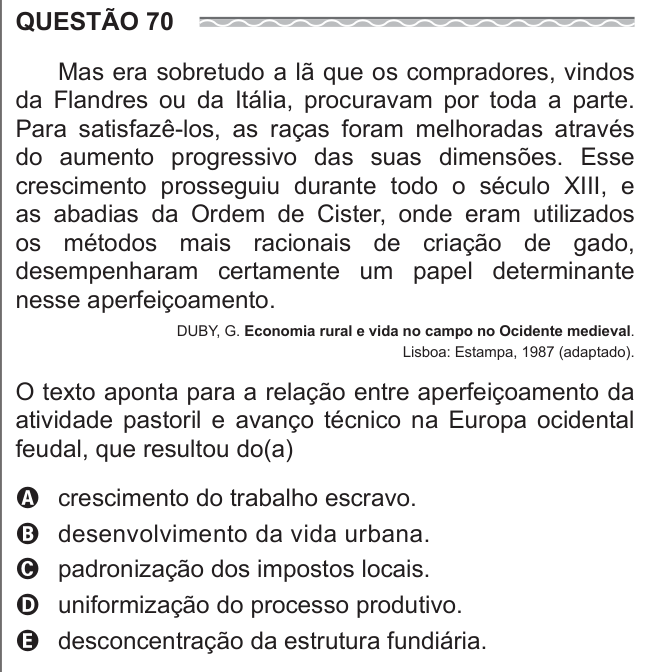 QUESTÃO 70
Mas era sobretudo a lã que os compradores, vindos
da Flandres ou da Itália, procuravam por toda a parte.
Para satisfazê-los, as raças foram melhoradas através
do aumento progressivo das suas dimensões. Esse
crescimento prosseguiu durante todo o século XIII, e
as abadias da Ordem de Cister, onde eram utilizados
os métodos mais racionais de criação de gado,
desempenharam certamente um papel determinante
nesse aperfeiçoamento.
DUBY, G. Economia rural e vida no campo no Ocidente medieval.
Lisboa: Estampa, 1987 (adaptado).
O texto aponta para a relação entre aperfeiçoamento da
atividade pastoril e avanço técnico na Europa ocidental
feudal, que resultou do(a)
A crescimento do trabalho escravo.
B desenvolvimento da vida urbana.
C padronização dos impostos locais.
D uniformização do processo produtivo.
E desconcentração da estrutura fundiária.